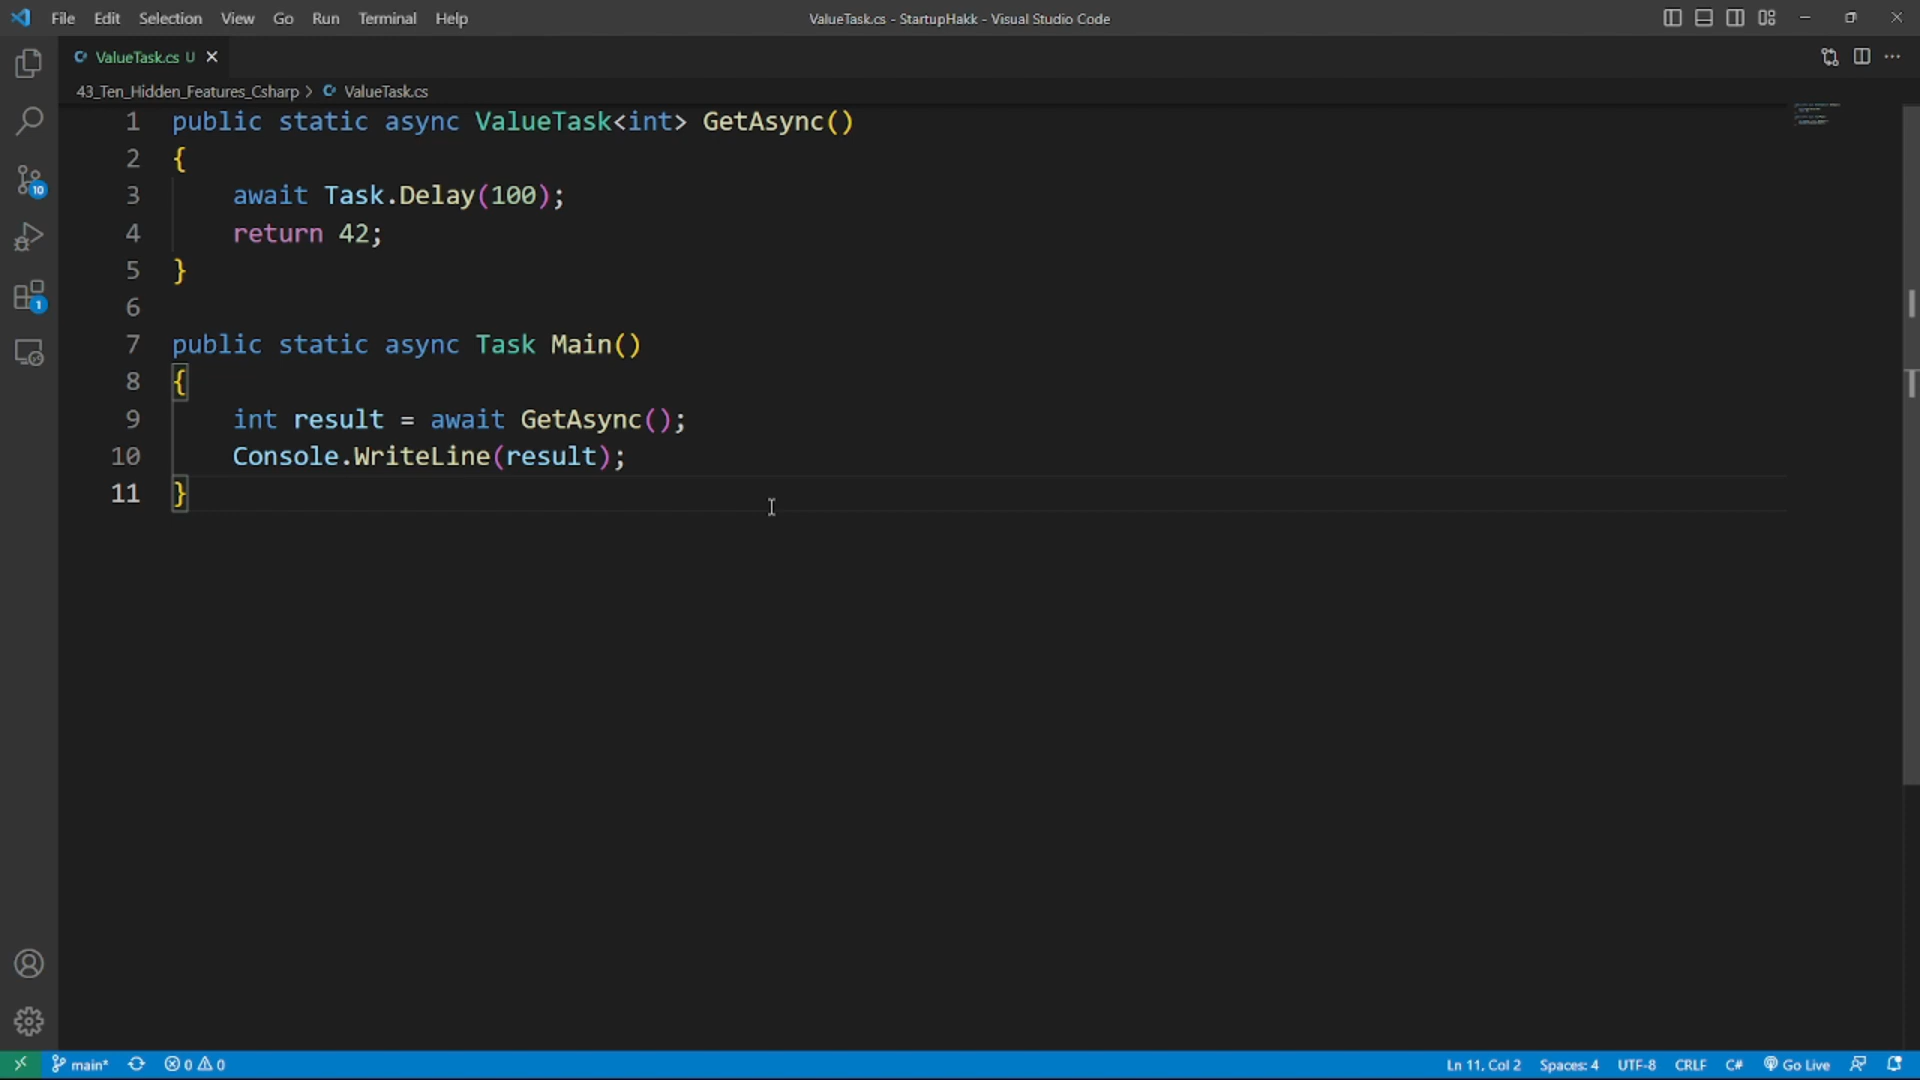 File Edit Selection View Go Run Terminal Help ValueTask.cs - StartupHakk - Visual Studio Code
ValueTask.cs U
43_Ten_Hidden_Features_Csharp > ValueTask.cs
1 public static async ValueTask<int> GetAsync()
2 {
3 await Task.Delay(100);
4 return 42;
5 }
6
7 public static async Task Main()
8 {
9 int result = await GetAsync();
10 Console.WriteLine(result);
11 }
10
1
main* 0 0 Ln 11, Col 2 Spaces: 4 UTF-8 CRLF C# Go Live